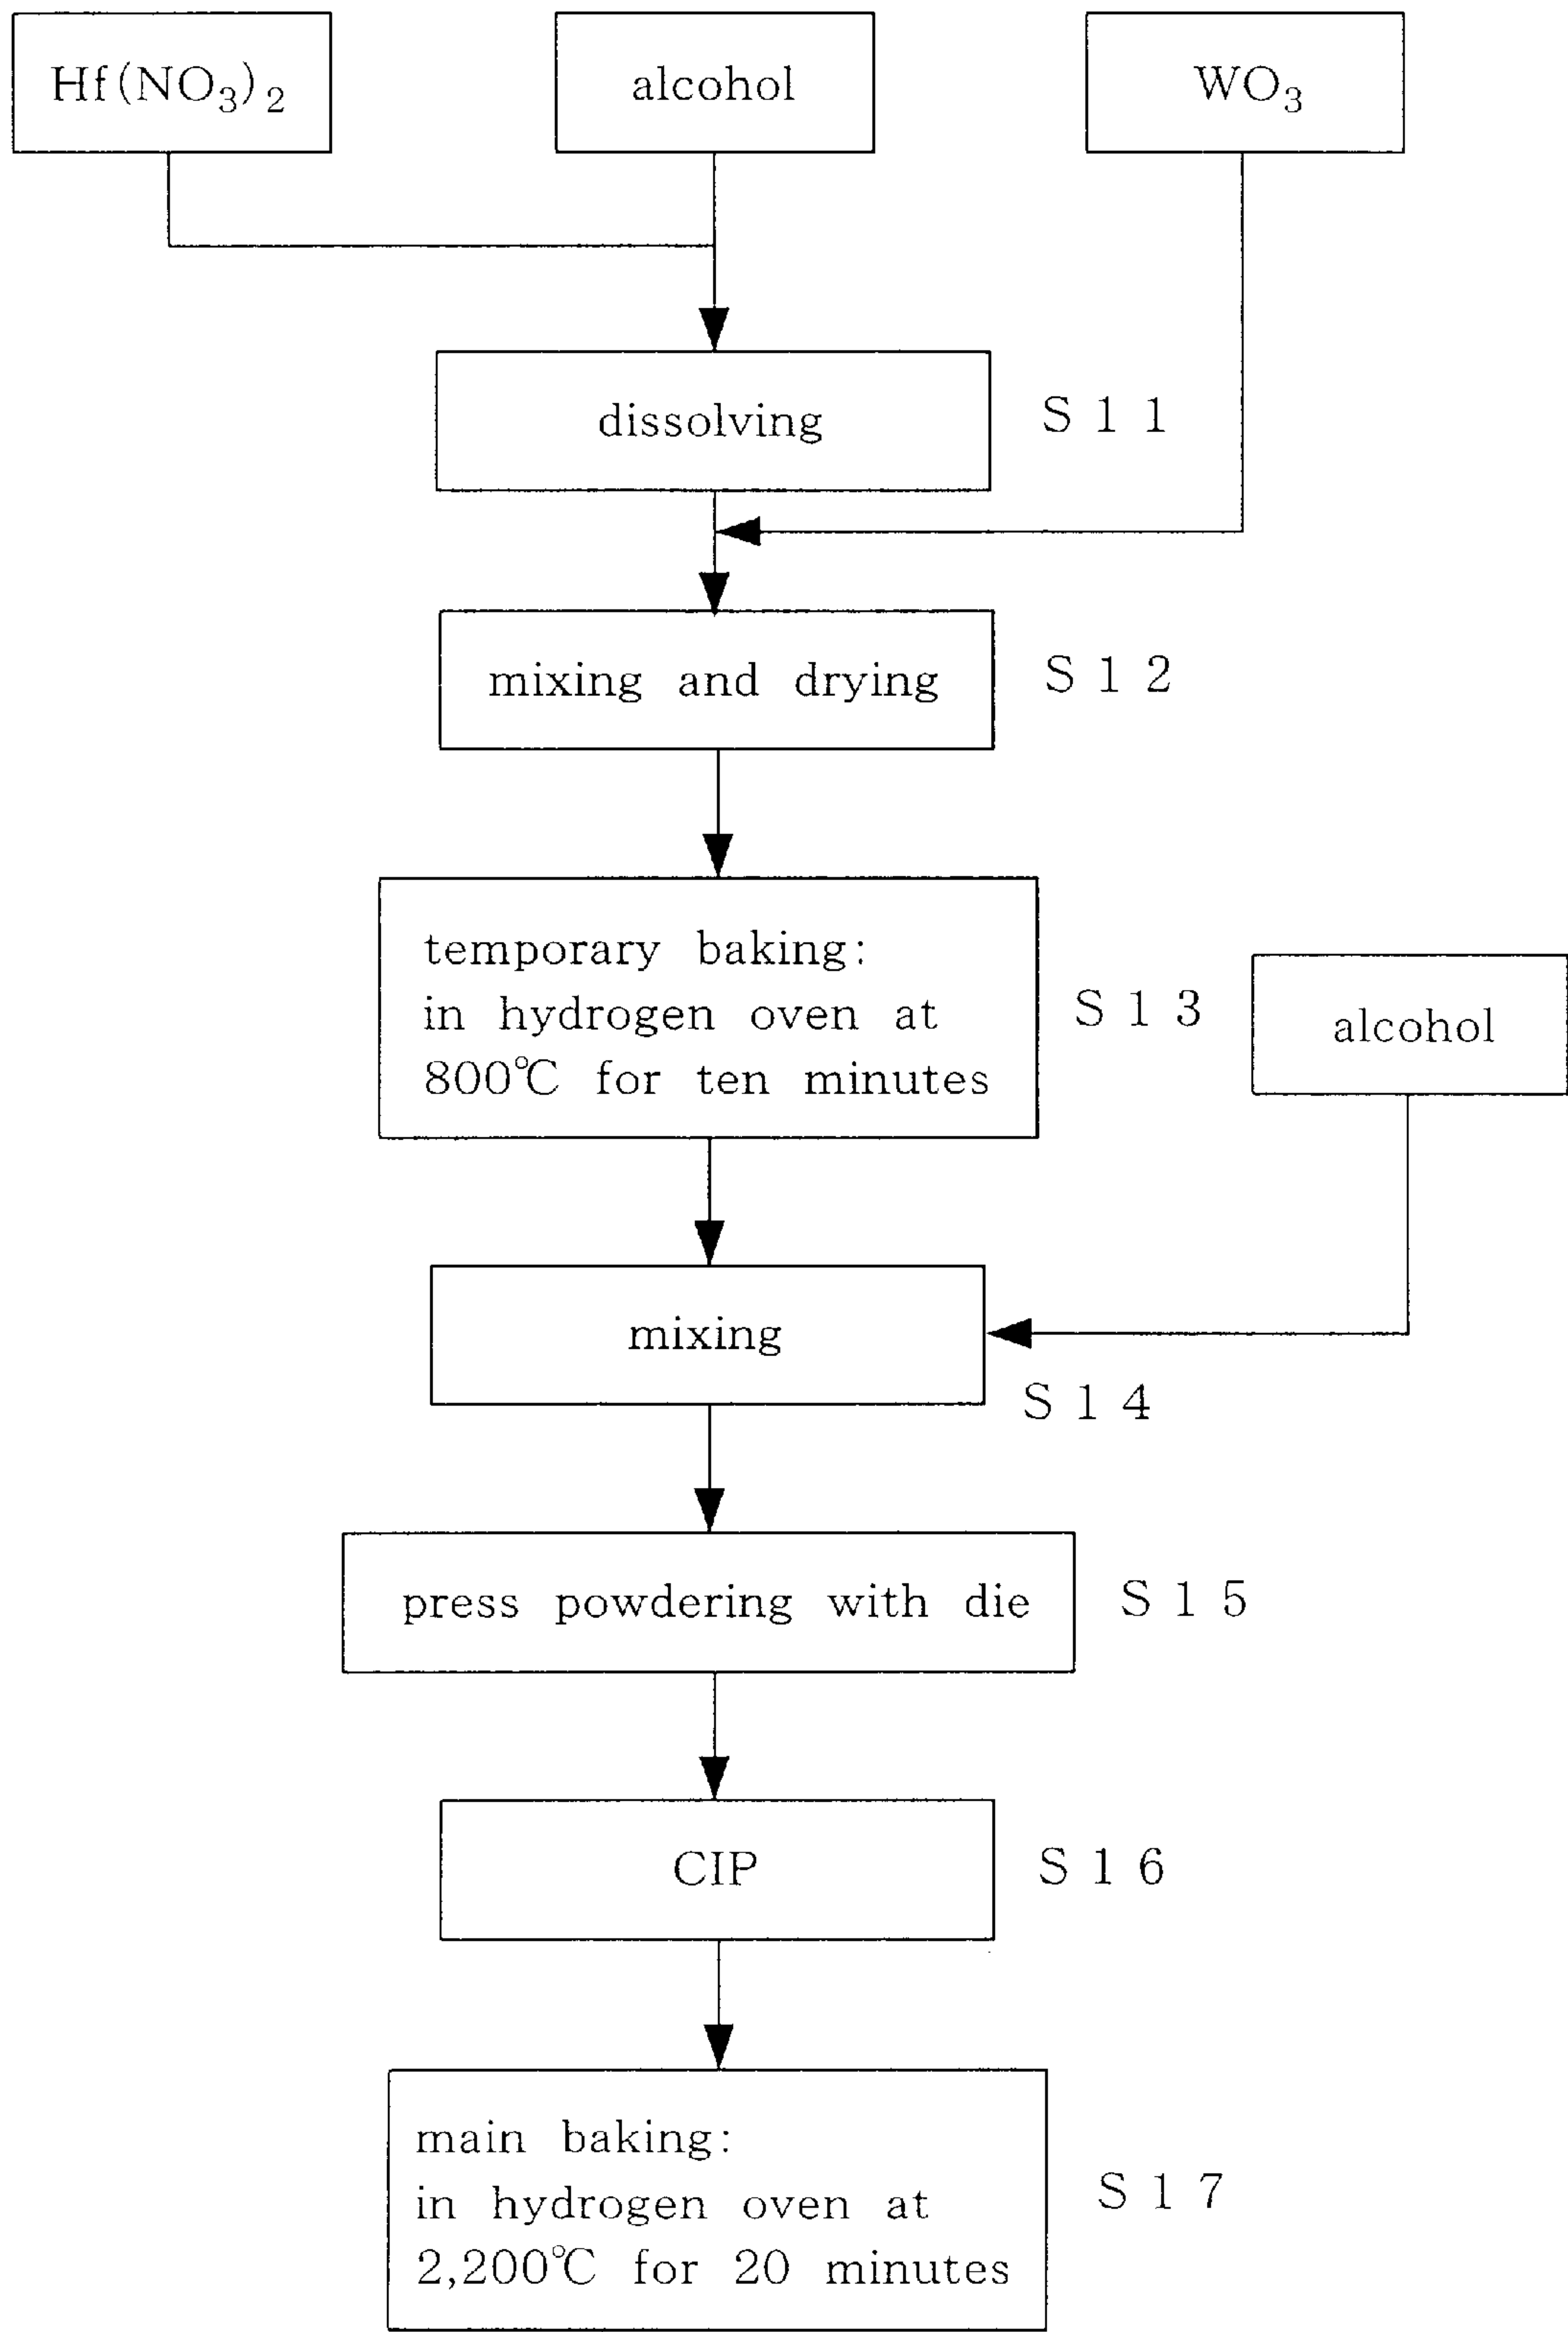 Hf(NO₃)₂
alcohol
WO₃
dissolving
S11
mixing and drying
S12
temporary baking:
in hydrogen oven at
800℃ for ten minutes
S13
alcohol
mixing
S14
press powdering with die
S15
CIP
S16
main baking:
in hydrogen oven at
2,200℃ for 20 minutes
S17